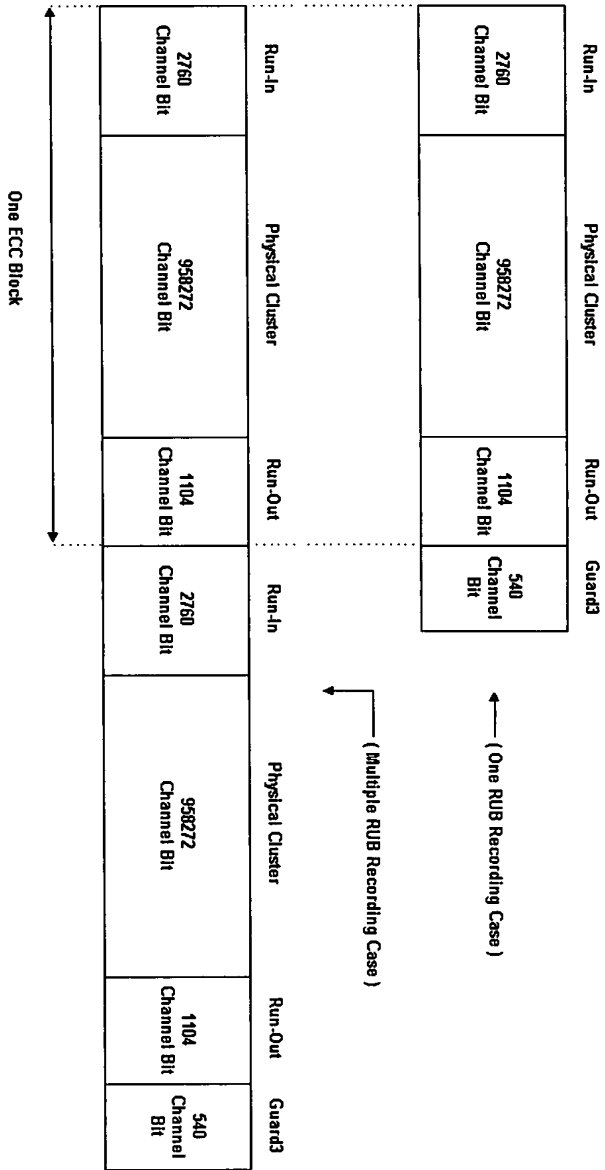 Run-In
Physical Cluster
Run-Out
Guard3
2760
Channel Bit
958272
Channel Bit
1104
Channel Bit
540
Channel
Bit
( One RUB Recording Case )
( Multiple RUB Recording Case )
Run-In
Physical Cluster
Run-Out
Run-In
Physical Cluster
Run-Out
Guard3
2760
Channel Bit
958272
Channel Bit
1104
Channel Bit
2760
Channel Bit
958272
Channel Bit
1104
Channel Bit
540
Channel
Bit
One ECC Block